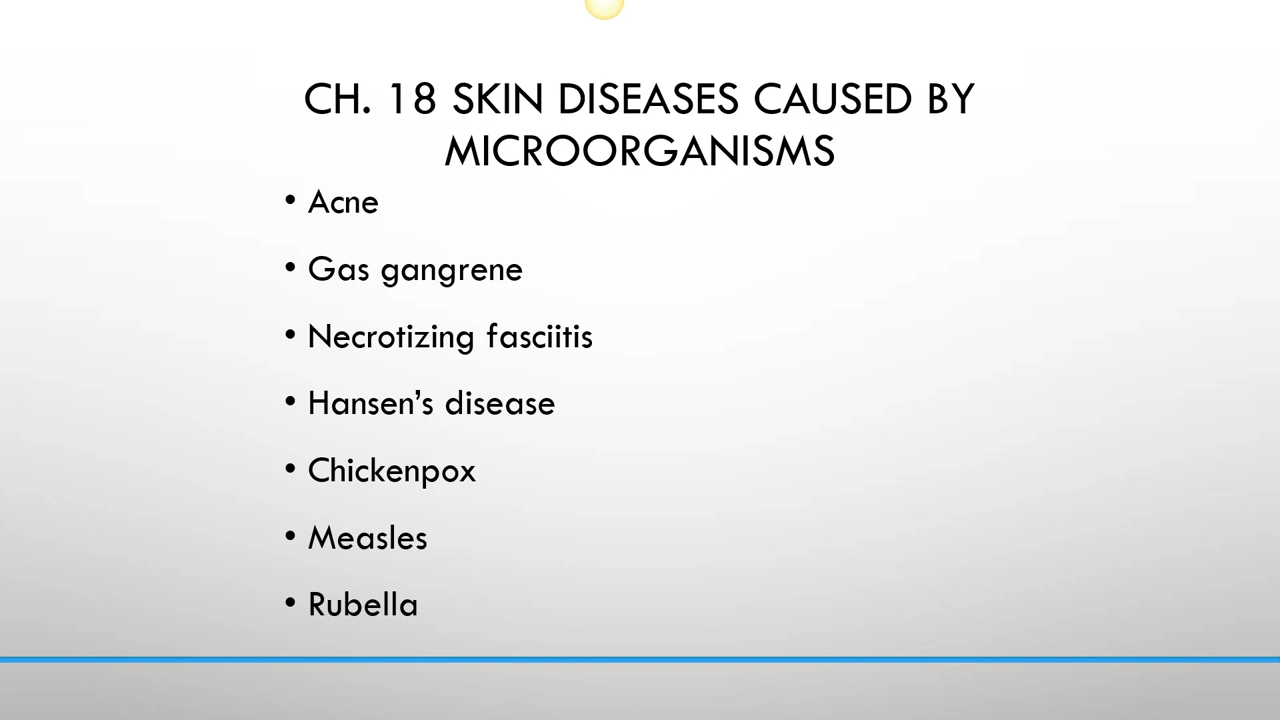 CH. 18 SKIN DISEASES CAUSED BY
MICROORGANISMS
• Acne
• Gas gangrene
• Necrotizing fasciitis
• Hansen’s disease
• Chickenpox
• Measles
• Rubella